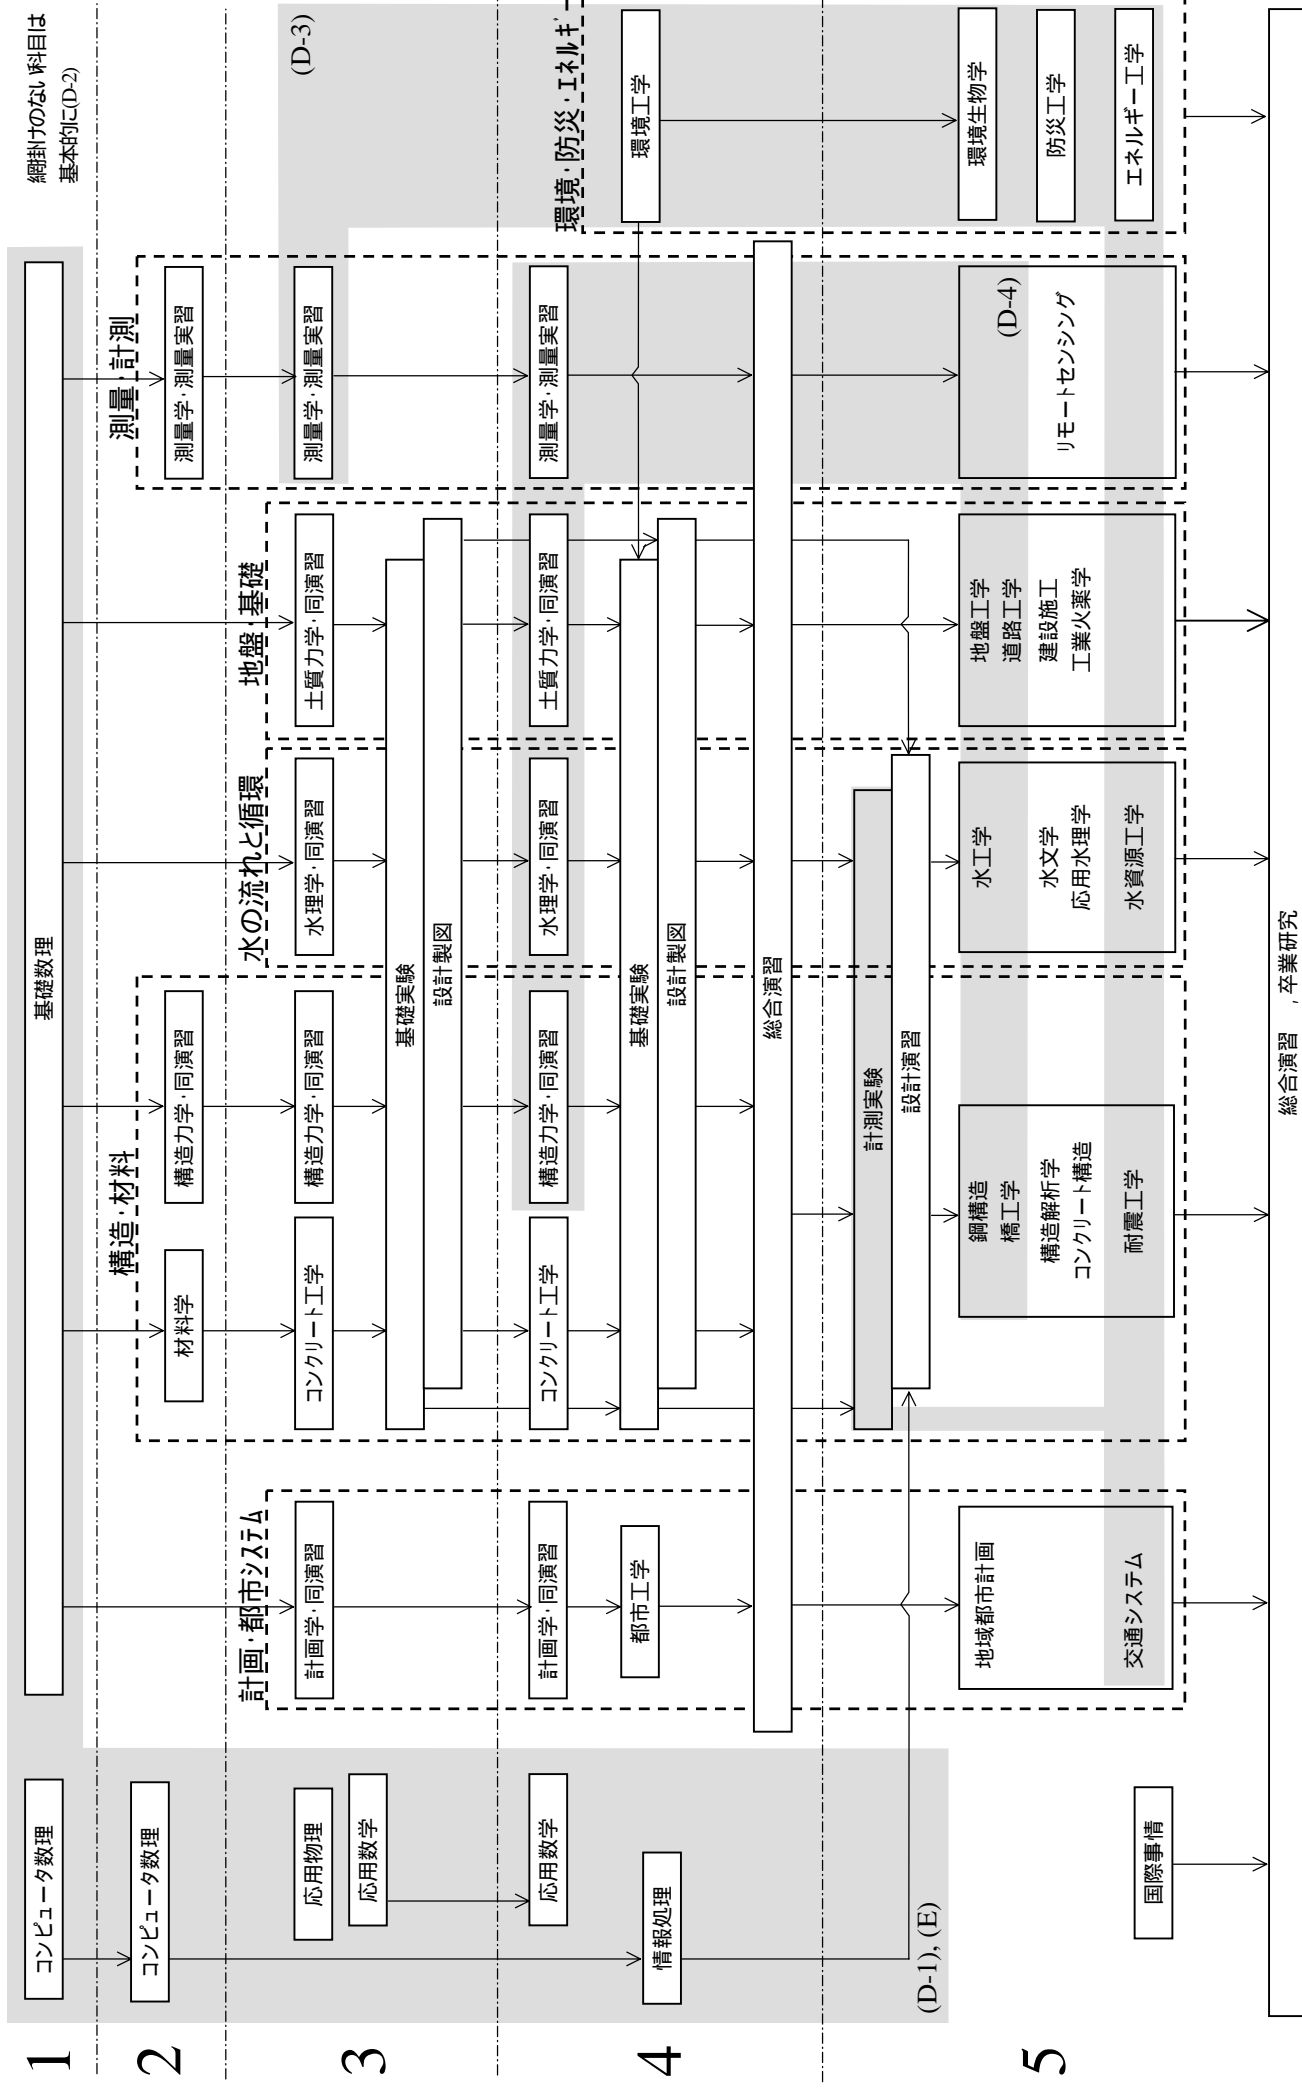 1
コンピュータ数理
基礎数理
網掛けのない科目は
基本的に(D-2)
2
コンピュータ数理
構造・材料
材料学
構造力学・同演習
測量・計測
測量学・測量実習
3
計画・都市システム
水の流れと循環
地盤・基礎
(D-3)
応用物理
計画学・同演習
コンクリート工学
構造力学・同演習
水理学・同演習
土質力学・同演習
測量学・測量実習
応用数学
基礎実験
設計製図
4
応用数学
計画学・同演習
コンクリート工学
構造力学・同演習
水理学・同演習
土質力学・同演習
測量学・測量実習
環境・防災・エネルギー
情報処理
都市工学
基礎実験
設計製図
環境工学
総合演習
5
計測実験
設計演習
(D-1), (E)
地域都市計画
交通システム
鋼構造
橋工学
構造解析学
コンクリート構造
耐震工学
水工学
水文学
応用水理学
水資源工学
地盤工学
道路工学
建設施工
工業火薬学
(D-4)
リモートセンシング
環境生物学
防災工学
エネルギー工学
国際事情
総合演習 , 卒業研究